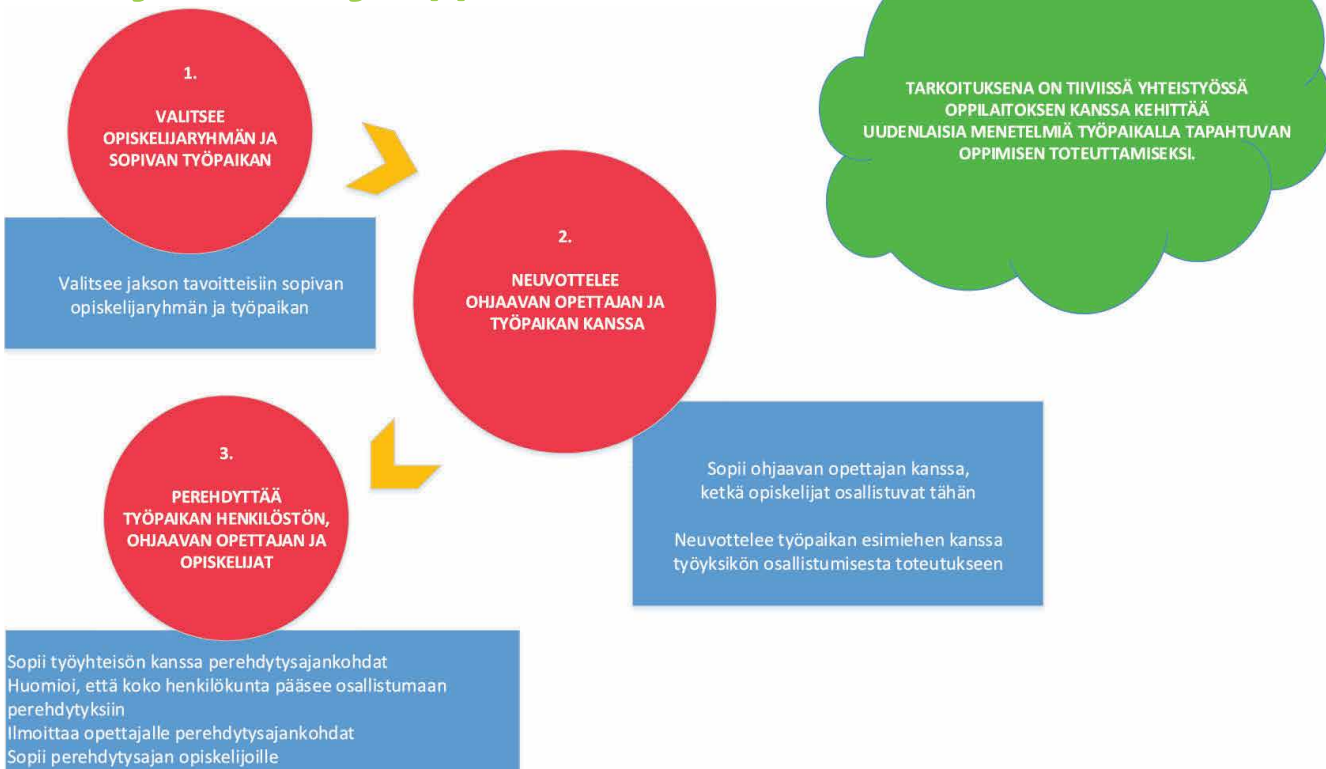 1.
VALITSEE
OPISKELIJARYHMÄN JA
SOPIVAN TYÖPAIKAN
Valitsee jakson tavoitteisiin sopivan
opiskelijaryhmän ja työpaikan
TARKOITUKSENA ON TIIVIISSÄ YHTEISTYÖSSÄ
OPPILAITOKSEN KANSSA KEHITTÄÄ
UUDENLAISIA MENETELMIÄ TYÖPAIKALLA TAPAHTUVAN
OPPIMISEN TOTEUTTAMISEKSI.
2.
NEUVOTTELEE
OHJAAVAN OPETTAJAN JA
TYÖPAIKAN KANSSA
Sopii ohjaavan opettajan kanssa,
ketkä opiskelijat osallistuvat tähän
Neuvottelee työpaikan esimiehen kanssa
työyksikön osallistumisesta toteutukseen
3.
PEREHDYTTÄÄ
TYÖPAIKAN HENKILÖSTÖN,
OHJAAVAN OPETTAJAN JA
OPISKELIJAT
Sopii työyhteisön kanssa perehdytysajankohdat
Huomioi, että koko henkilökunta pääsee osallistumaan
perehdytyksiin
Ilmoittaa opettajalle perehdytysajankohdat
Sopii perehdytysajan opiskelijoille